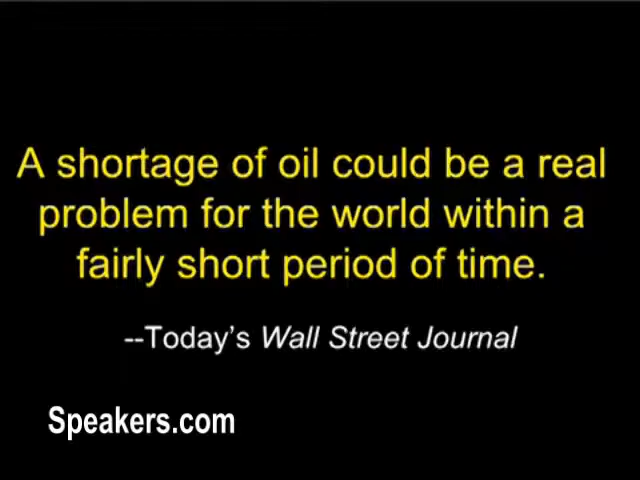 A shortage of oil could be a real
problem for the world within a
fairly short period of time.
--Today’s Wall Street Journal
Speakers.com